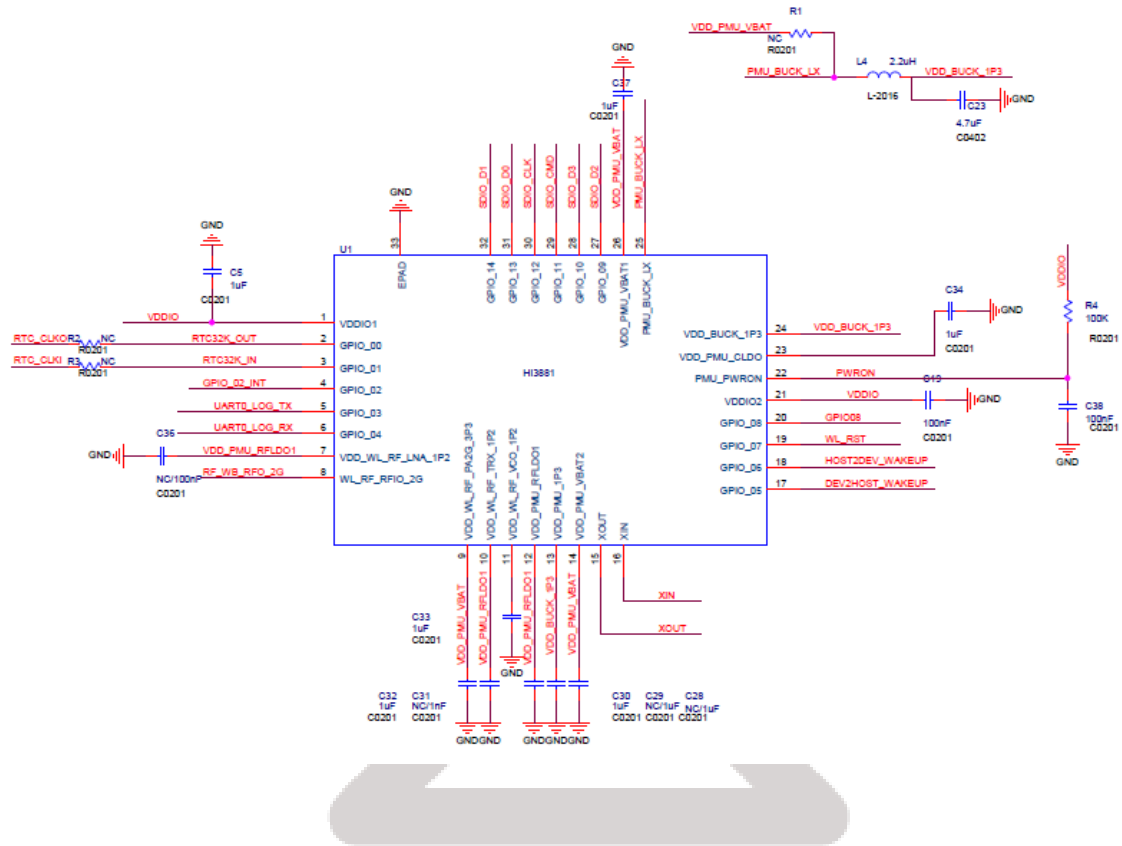 R1
VDD_PMU_VBAT
NC
R0201
PMU_BUCK_LX
L4 2.2uH
VDD_BUCK_1P3
L-2016
C23
GND
4.7uF
C0402
GND
C37
1uF
C0201
SDIO_D1
SDIO_D0
SDIO_CLK
SDIO_CMD
SDIO_D3
SDIO_D2
VDD_PMU_VBAT
PMU_BUCK_LX
GND
33
32
31
30
29
28
27
26
25
U1
EPAD
GPIO_14
GPIO_13
GPIO_12
GPIO_11
GPIO_10
GPIO_09
VDD_PMU_VBAT1
PMU_BUCK_LX
GND
C5
1uF
C0201
VDDIO 1 VDDIO1
RTC_CLKO R2 NC RTC32K_OUT 2 GPIO_00
R0201
RTC_CLKI R3 NC RTC32K_IN 3 GPIO_01
R0201
GPIO_02_INT 4 GPIO_02
UART0_LOG_TX 5 GPIO_03
UART0_LOG_RX 6 GPIO_04
GND C35 VDD_PMU_RFLDO1 7 VDD_WL_RF_LNA_1P2
NC/100nF RF_WB_RFO_2G 8 WL_RF_RFIO_2G
C0201
HI3881
VDD_BUCK_1P3 24 VDD_BUCK_1P3
VDD_PMU_CLDO 23
C34
GND
1uF
C0201
PMU_PWRON 22 PWRON
VDDIO2 21 VDDIO
C19
GND
100nF
C0201
GPIO_08 20 GPIO08
GPIO_07 19 WL_RST
GPIO_06 18 HOST2DEV_WAKEUP
GPIO_05 17 DEV2HOST_WAKEUP
VDDIO
R4
100K
R0201
C38
100nF
C0201
GND
VDD_WL_RF_PA2G_3P3
VDD_WL_RF_TRX_1P2
VDD_WL_RF_VCO_1P2
VDD_PMU_RFLDO1
VDD_PMU_1P3
VDD_PMU_VBAT2
XOUT
XIN
9
10
11
12
13
14
15
16
VDD_PMU_VBAT
VDD_PMU_RFLDO1
VDD_PMU_RFLDO1
VDD_BUCK_1P3
VDD_PMU_VBAT
XIN
XOUT
C33
1uF
C0201
GND
C32 C31
1uF NC/1nF
C0201 C0201
C30 C29 C28
1uF NC/1uF NC/1uF
C0201 C0201 C0201
GND GND GND GND GND